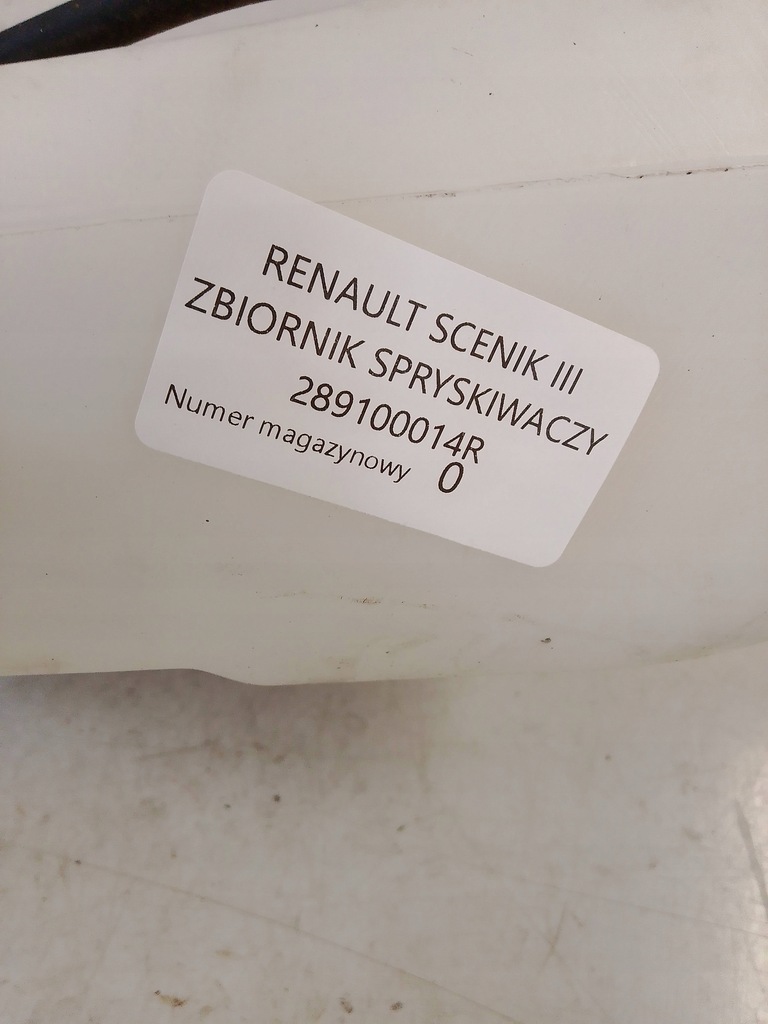 RENAULT SCENIK III
ZBIORNIK SPRYSKIWACZY
289100014R
Numer magazynowy 0